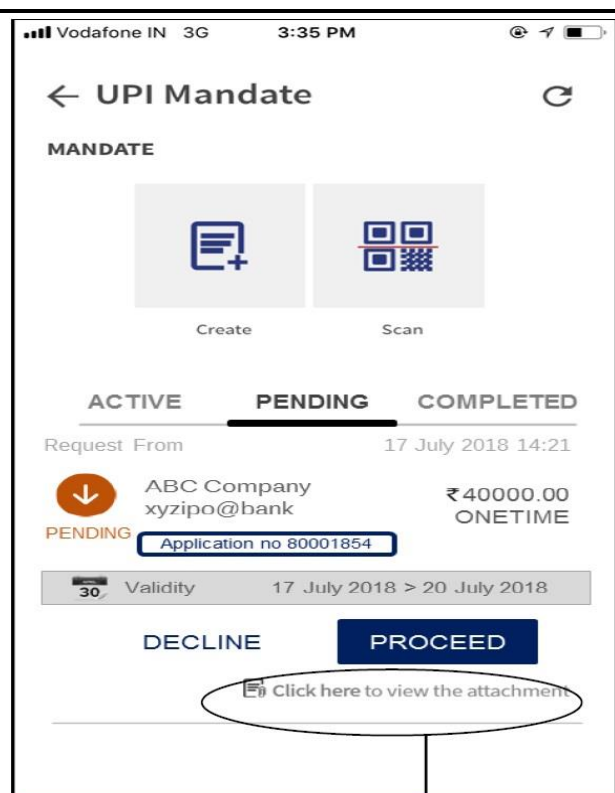 Vodafone IN 3G 3:35 PM
UPI Mandate
MANDATE
Create Scan
ACTIVE PENDING COMPLETED
Request From 17 July 2018 14:21
ABC Company ₹40000.00
xyzipo@bank ONETIME
PENDING
Application no 80001854
30 Validity 17 July 2018 > 20 July 2018
DECLINE PROCEED
Click here to view the attachment